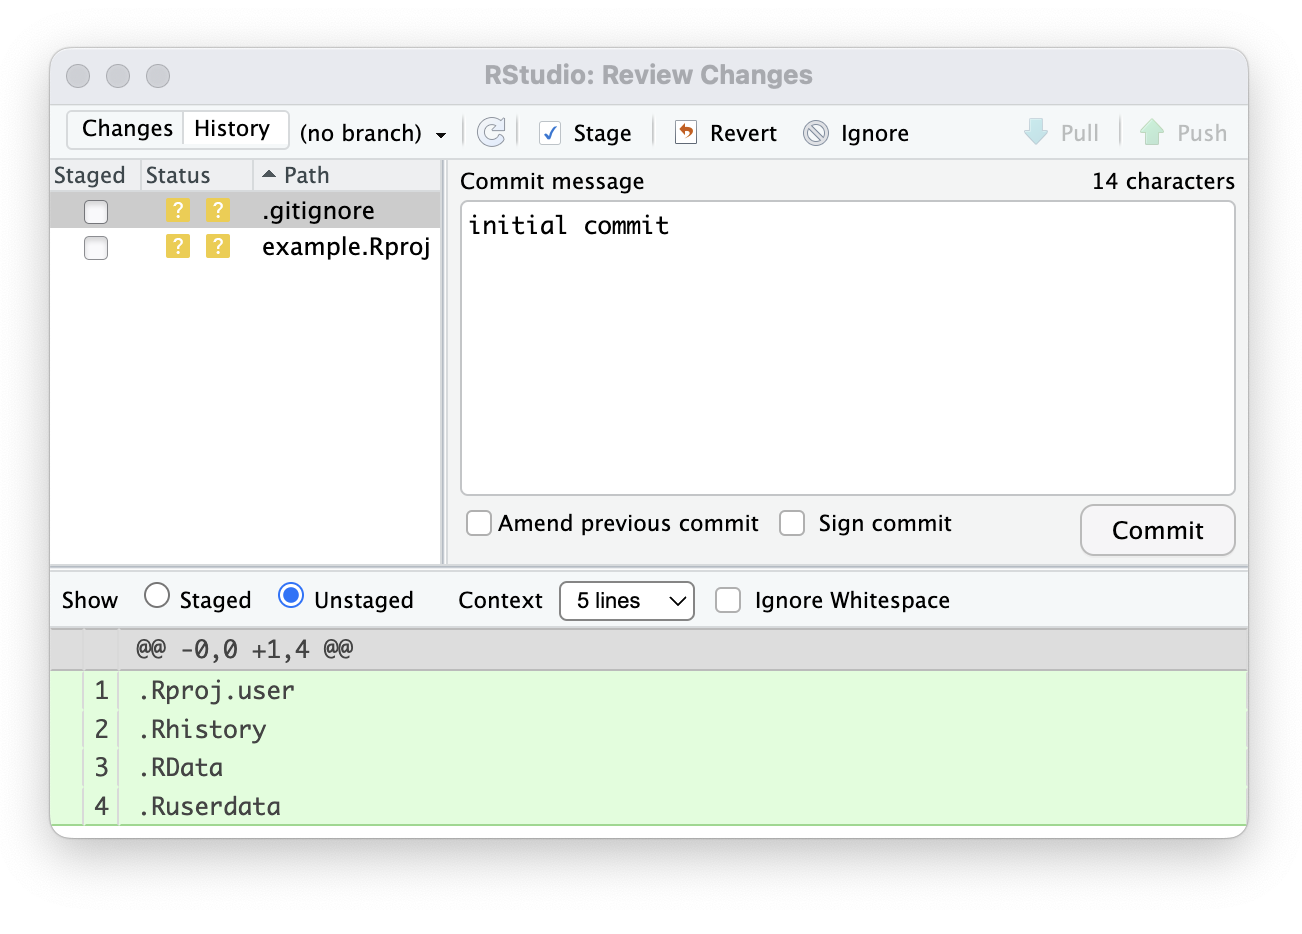 RStudio: Review Changes
Changes History (no branch) Stage Revert Ignore Pull Push
Staged Status Path
? ? .gitignore
? ? example.Rproj
Commit message 14 characters
initial commit
Amend previous commit Sign commit Commit
Show Staged Unstaged Context 5 lines Ignore Whitespace
@@ -0,0 +1,4 @@
1 .Rproj.user
2 .Rhistory
3 .RData
4 .Ruserdata